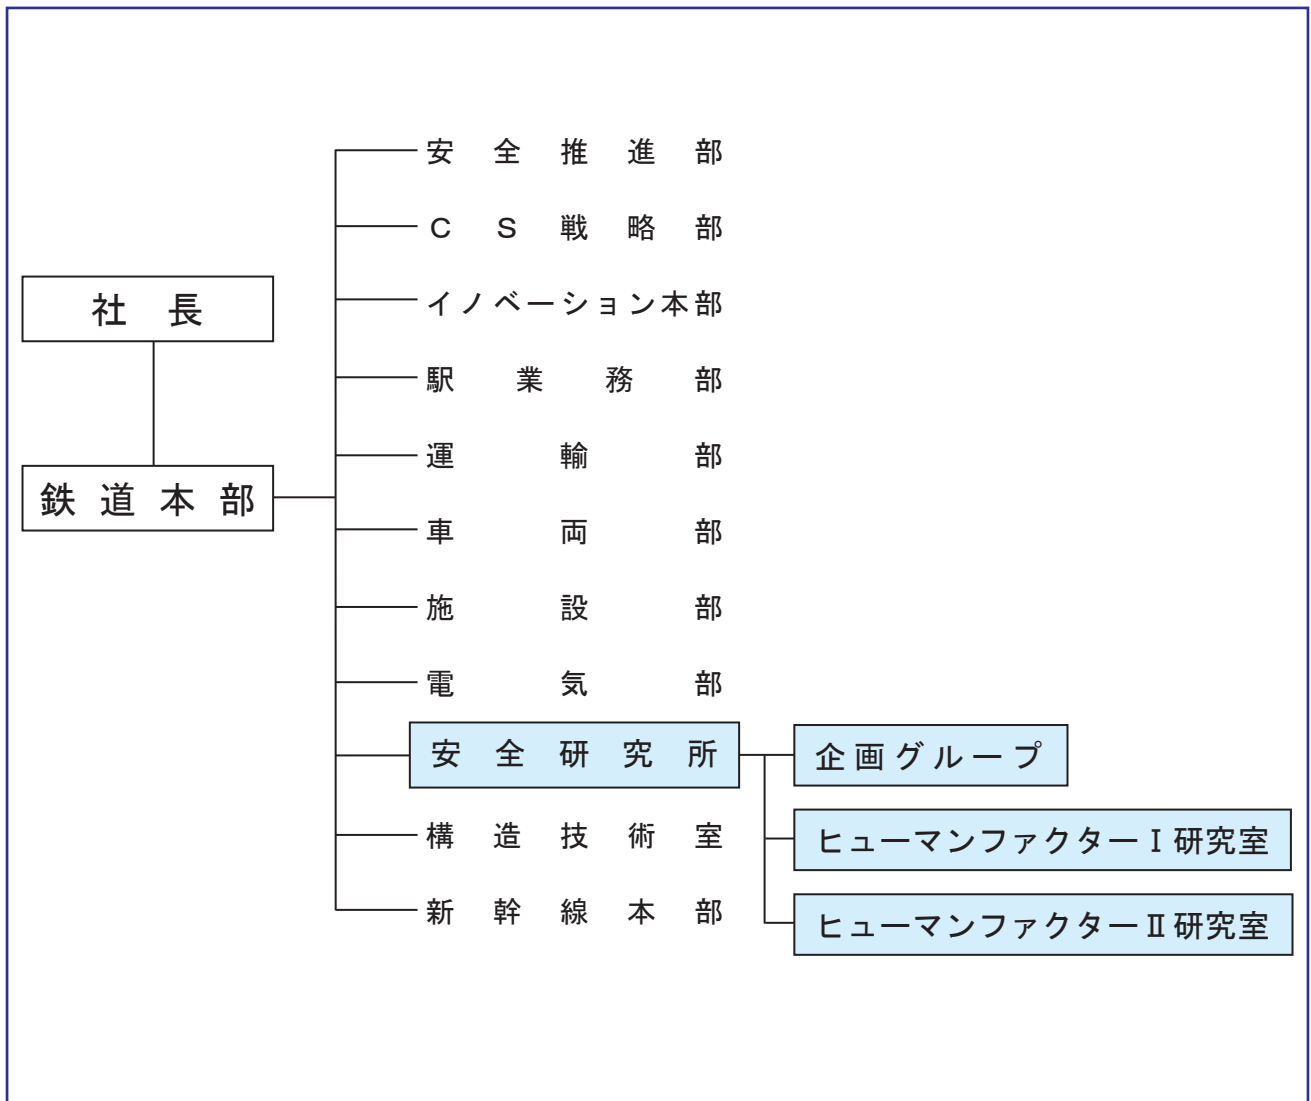 社長
鉄道本部
安全推進部
ＣＳ戦略部
イノベーション本部
駅業務部
運輸部
車両部
施設部
電気部
安全研究所
企画グループ
構造技術室
ヒューマンファクターⅠ研究室
新幹線本部
ヒューマンファクターⅡ研究室